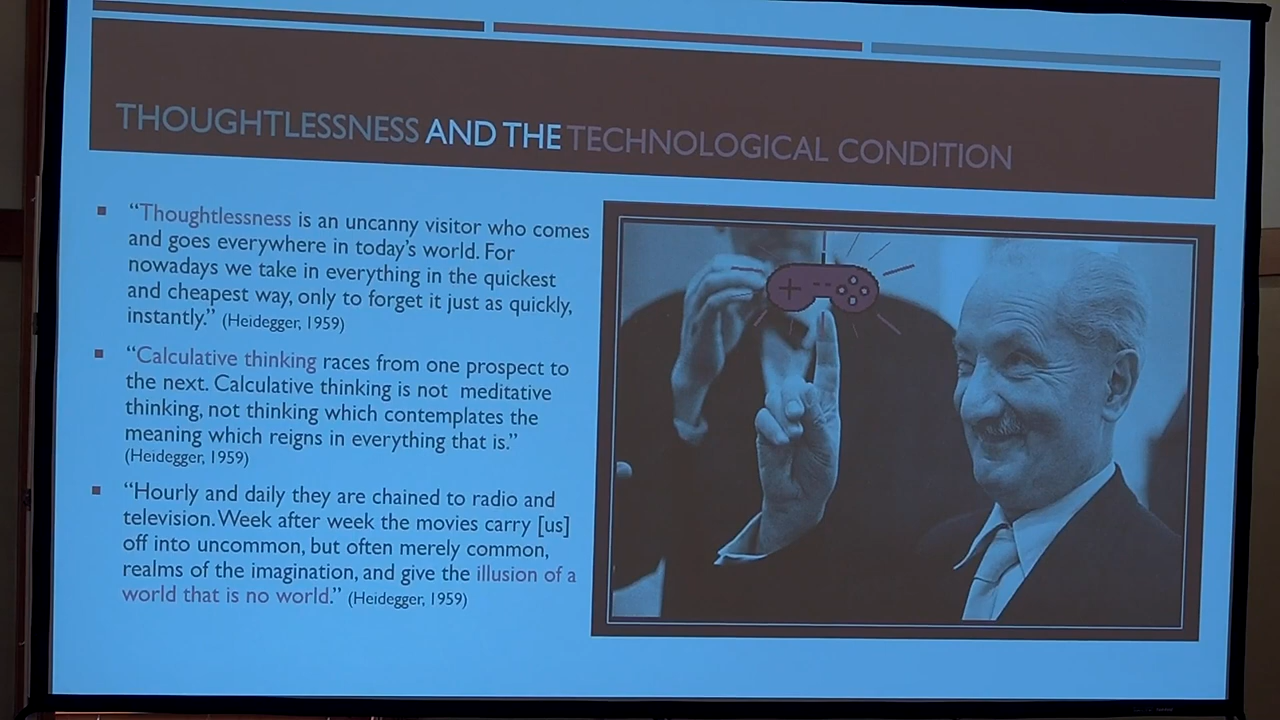 THOUGHTLESSNESS AND THE TECHNOLOGICAL CONDITION
“Thoughtlessness is an uncanny visitor who comes
and goes everywhere in today’s world. For
nowadays we take in everything in the quickest
and cheapest way, only to forget it just as quickly,
instantly.” (Heidegger, 1959)
“Calculative thinking races from one prospect to
the next. Calculative thinking is not meditative
thinking, not thinking which contemplates the
meaning which reigns in everything that is.”
(Heidegger, 1959)
“Hourly and daily they are chained to radio and
television. Week after week the movies carry [us]
off into uncommon, but often merely common,
realms of the imagination, and give the illusion of a
world that is no world.” (Heidegger, 1959)